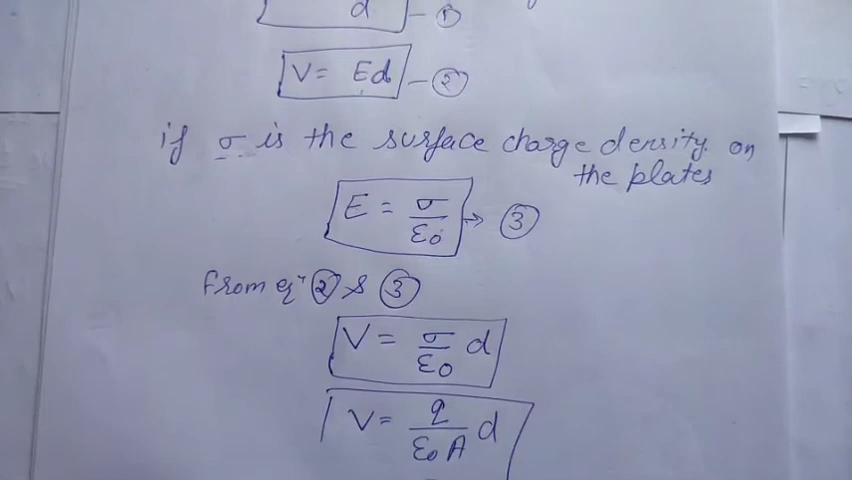 d — ①
V = Ed — ②
if σ is the surface charge density. on
the plates
E = σ/ε₀ → ③
from eqⁿ ② & ③
V = σ/ε₀ d
V = q/ε₀A d